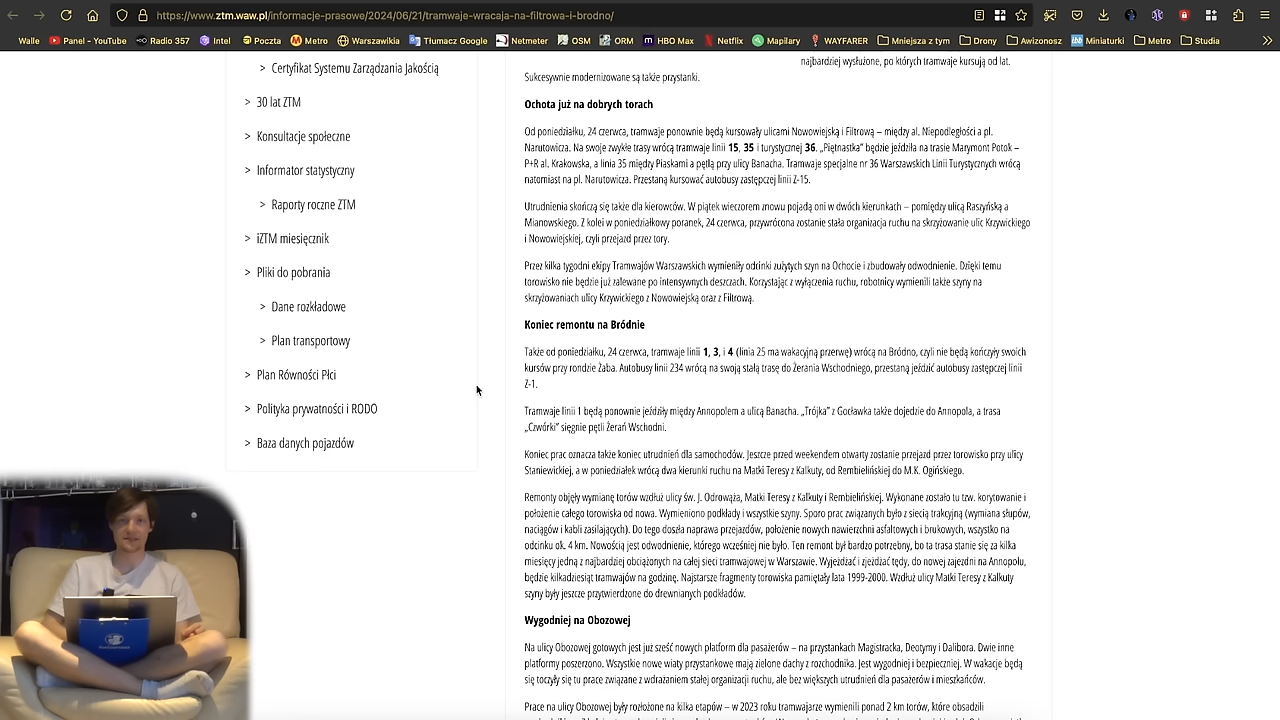 https://www.ztm.waw.pl/informacje-prasowe/2024/06/21/tramwaje-wracaja-na-filtrowa-i-brodno/
Walle Panel - YouTube Radio 357 Intel Poczta Metro Warszawikia Tłumacz Google Netmeter OSM ORM HBO Max Netflix Mapilary WAYFARER Mniejsza z tym Drony Awizonosz Miniaturki Metro Studia
> Certyfikat Systemu Zarządzania Jakością
> 30 lat ZTM
> Konsultacje społeczne
> Informator statystyczny
> Raporty roczne ZTM
> iZTM miesięcznik
> Pliki do pobrania
> Dane rozkładowe
> Plan transportowy
> Plan Równości Płci
> Polityka prywatności i RODO
> Baza danych pojazdów
najbardziej wysłużone, po których tramwaje kursują od lat.
Sukcesywnie modernizowane są także przystanki.
Ochota już na dobrych torach
Od poniedziałku, 24 czerwca, tramwaje ponownie będą kursowały ulicami Nowowiejską i Filtrową – między al. Niepodległości a pl.
Narutowicza. Na swoje zwykłe trasy wrócą tramwaje linii 15, 35 i turystycznej 36. „Piętnastka” będzie jeździła na trasie Marymont Potok –
P+R al. Krakowska, a linia 35 między Piaskami a pętlą przy ulicy Banacha. Tramwaje specjalne nr 36 Warszawskich Linii Turystycznych wrócą
natomiast na pl. Narutowicza. Przestaną kursować autobusy zastępczej linii Z-15.
Utrudnienia skończą się także dla kierowców. W piątek wieczorem znowu pojadą oni w dwóch kierunkach – pomiędzy ulicą Raszyńską a
Mianowskiego. Z kolei w poniedziałkowy poranek, 24 czerwca, przywrócona zostanie stała organizacja ruchu na skrzyżowanie ulic Krzywickiego
i Nowowiejskiej, czyli przejazd przez tory.
Przez kilka tygodni ekipy Tramwajów Warszawskich wymieniły odrinki zużytych szyn na Ochocie i zbudowały odwodnienie. Dzięki temu
torowisko nie będzie już zalewane po intensywnych deszczach. Korzystając z wyłączenia ruchu, robotnicy wymienili także szyny na
skrzyżowaniach ulicy Krzywickiego z Nowowiejską oraz z Filtrową.
Koniec remontu na Bródnie
Także od poniedziałku, 24 czerwca, tramwaje linii 1, 3, i 4 (linia 25 ma wakacyjną przerwę) wrócą na Bródno, czyli nie będą kończyły swoich
kursów przy rondzie Żaba. Autobusy linii 234 wrócą na swoją stałą trasę do Żerania Wschodniego, przestaną jeździć autobusy zastępczej linii
Z-1.
Tramwaje linii 1 będą ponownie jeździły między Annopolem a ulicą Banacha. „Trójka” z Gocławka także dojedzie do Annopola, a trasa
„Czwórki” sięgnie pętli Żerań Wschodni.
Koniec prac oznacza także koniec utrudnień dla samochodów. Jeszcze przed weekendem otwarty zostanie przejazd przez torowisko przy ulicy
Staniewickiej, a w poniedziałek wrócą dwa kierunki ruchu na Matki Teresy z Kalkuty, od Rembielińskiej do M.K. Ogińskiego.
Remonty objęły wymianę torów wzdłuż ulicy św. J. Odrowąża, Matki Teresy z Kalkuty i Rembielińskiej. Wykonane zostało tu tzw. korytowanie i
położenie całego torowiska od nowa. Wymieniono podkłady i wszystkie szyny. Sporo prac związanych było z siecią trakcyjną (wymiana słupów,
naciągów i kabli zasilających). Do tego doszła naprawa przejazdów, położenie nowych nawierzchni asfaltowych i brukowych, wszystko na
odcinku ok. 4 km. Nowością jest odwodnienie, którego wcześniej nie było. Ten remont był bardzo potrzebny, bo ta trasa stanie się za kilka
miesięcy jedną z najbardziej obciążonych na całej sieci tramwajowej w Warszawie. Wyjeżdżać i zjeżdżać tędy, do nowej zajezdni na Annopolu,
będzie kilkadziesiąt tramwajów na godzinę. Najstarsze fragmenty torowiska pamiętały lata 1999-2000. Wzdłuż ulicy Matki Teresy z Kalkuty
szyny były jeszcze przytwierdzone do drewnianych podkładów.
Wygodniej na Obozowej
Na ulicy Obozowej gotowych jest już sześć nowych platform dla pasażerów – na przystankach Magistracka, Deotymy i Dalibora. Dwie inne
platformy poszerzono. Wszystkie nowe wiaty przystankowe mają zielone dachy z rozchodnika. Jest wygodniej i bezpieczniej. W wakacje będą
się toczyły się tu prace związane z wdrażaniem stałej organizacji ruchu, ale bez większych utrudnień dla pasażerów i mieszkańców.
Prace na ulicy Obozowej były rozłożone na kilka etapów – w 2023 roku tramwajarze wymienili ponad 2 km torów, które obsadzili